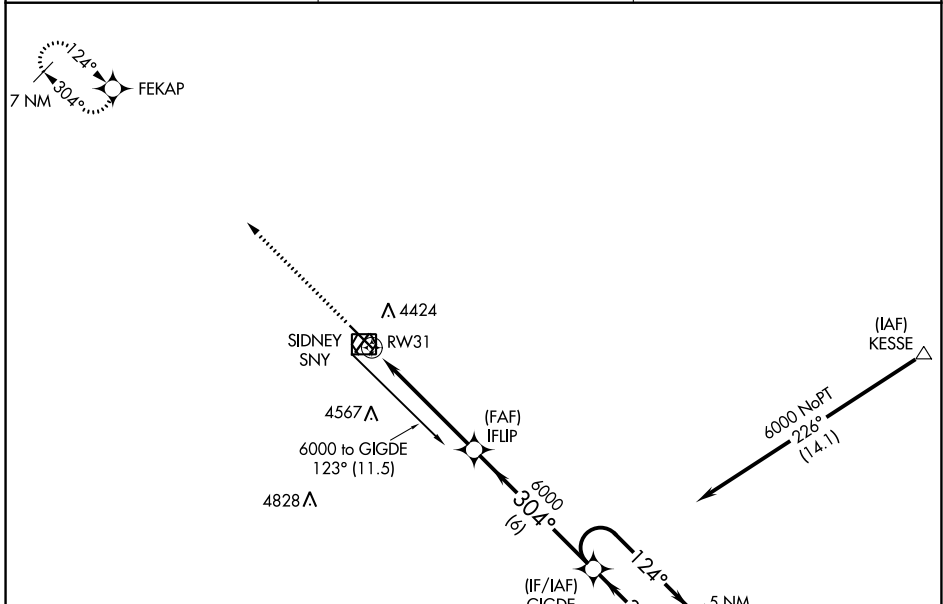 124°
304°
7 NM
FEKAP
4424
SIDNEY
SNY
RW31
(IAF)
KESSE
4567
6000 to GIGDE
123° (11.5)
(FAF)
IFLIP
6000 NoPT
226°
(14.1)
4828
6000
304°
(6)
124°
(IF/IAF)
GIGDE
5 NM